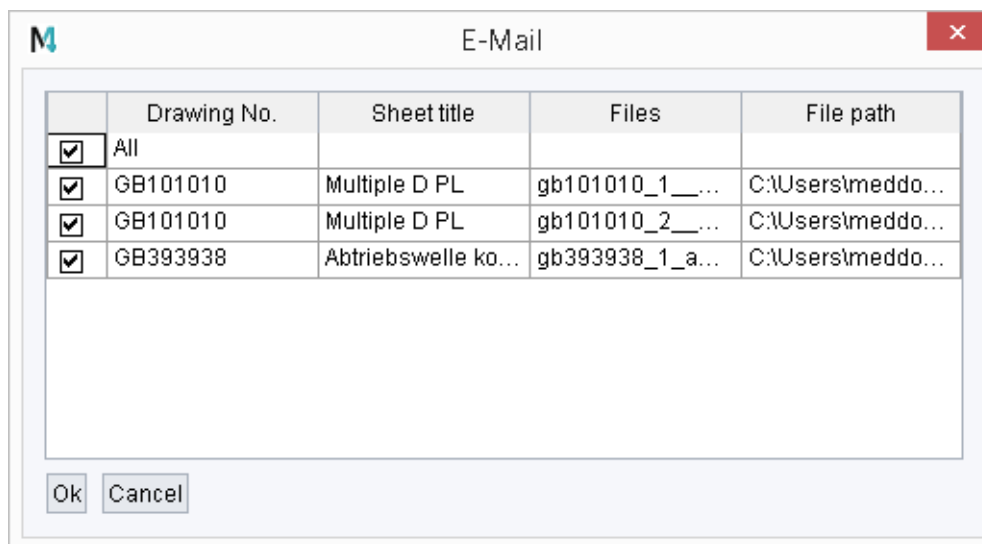 E-Mail
Drawing No. Sheet title Files File path
All
GB101010 Multiple D PL gb101010_1__... C:\Users\meddo...
GB101010 Multiple D PL gb101010_2__... C:\Users\meddo...
GB393938 Abtriebswelle ko... gb393938_1_a... C:\Users\meddo...
Ok Cancel